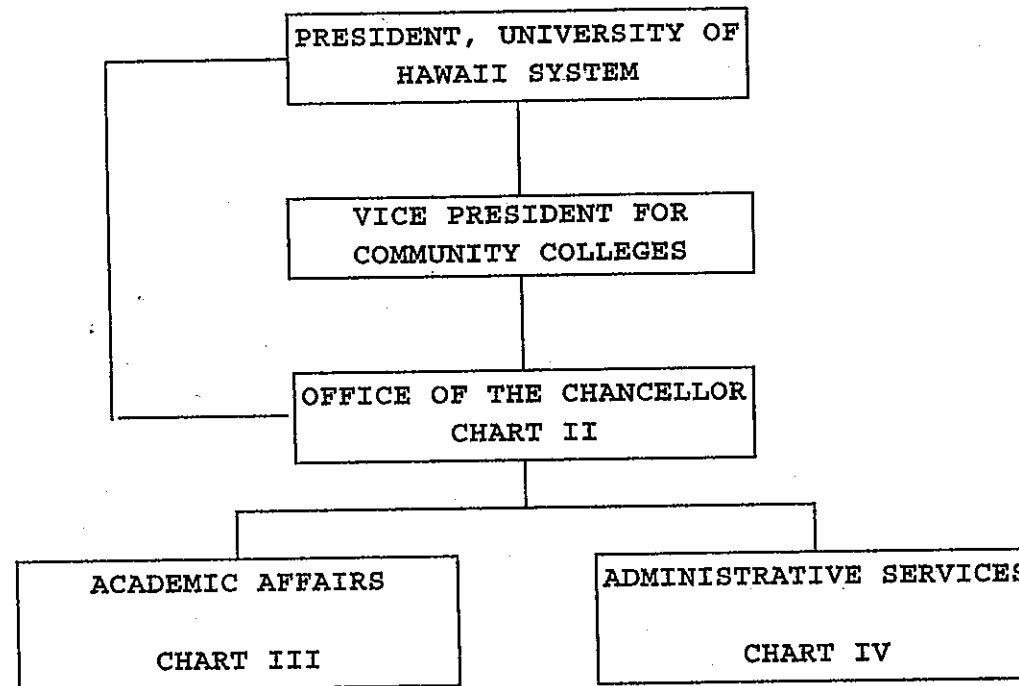 PRESIDENT, UNIVERSITY OF
HAWAII SYSTEM
VICE PRESIDENT FOR
COMMUNITY COLLEGES
OFFICE OF THE CHANCELLOR
CHART II
ACADEMIC AFFAIRS
CHART III
ADMINISTRATIVE SERVICES
CHART IV